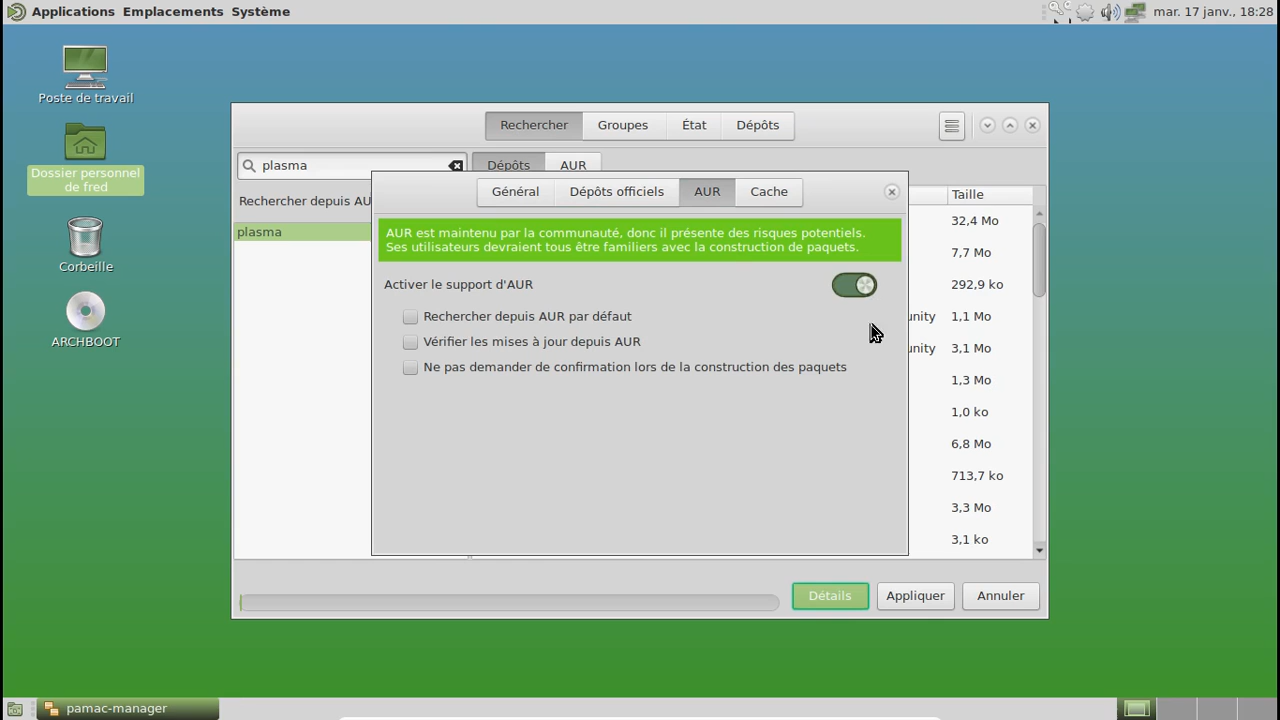 Applications Emplacements Système
mar. 17 janv., 18:28
Poste de travail
Dossier personnel
de fred
Corbeille
ARCHBOOT
Rechercher Groupes État Dépôts
plasma
Dépôts AUR
Rechercher depuis AU
plasma
Taille
32,4 Mo
7,7 Mo
292,9 ko
unity 1,1 Mo
unity 3,1 Mo
1,3 Mo
1,0 ko
6,8 Mo
713,7 ko
3,3 Mo
3,1 ko
Général Dépôts officiels AUR Cache
AUR est maintenu par la communauté, donc il présente des risques potentiels.
Ses utilisateurs devraient tous être familiers avec la construction de paquets.
Activer le support d'AUR
Rechercher depuis AUR par défaut
Vérifier les mises à jour depuis AUR
Ne pas demander de confirmation lors de la construction des paquets
Détails Appliquer Annuler
pamac-manager